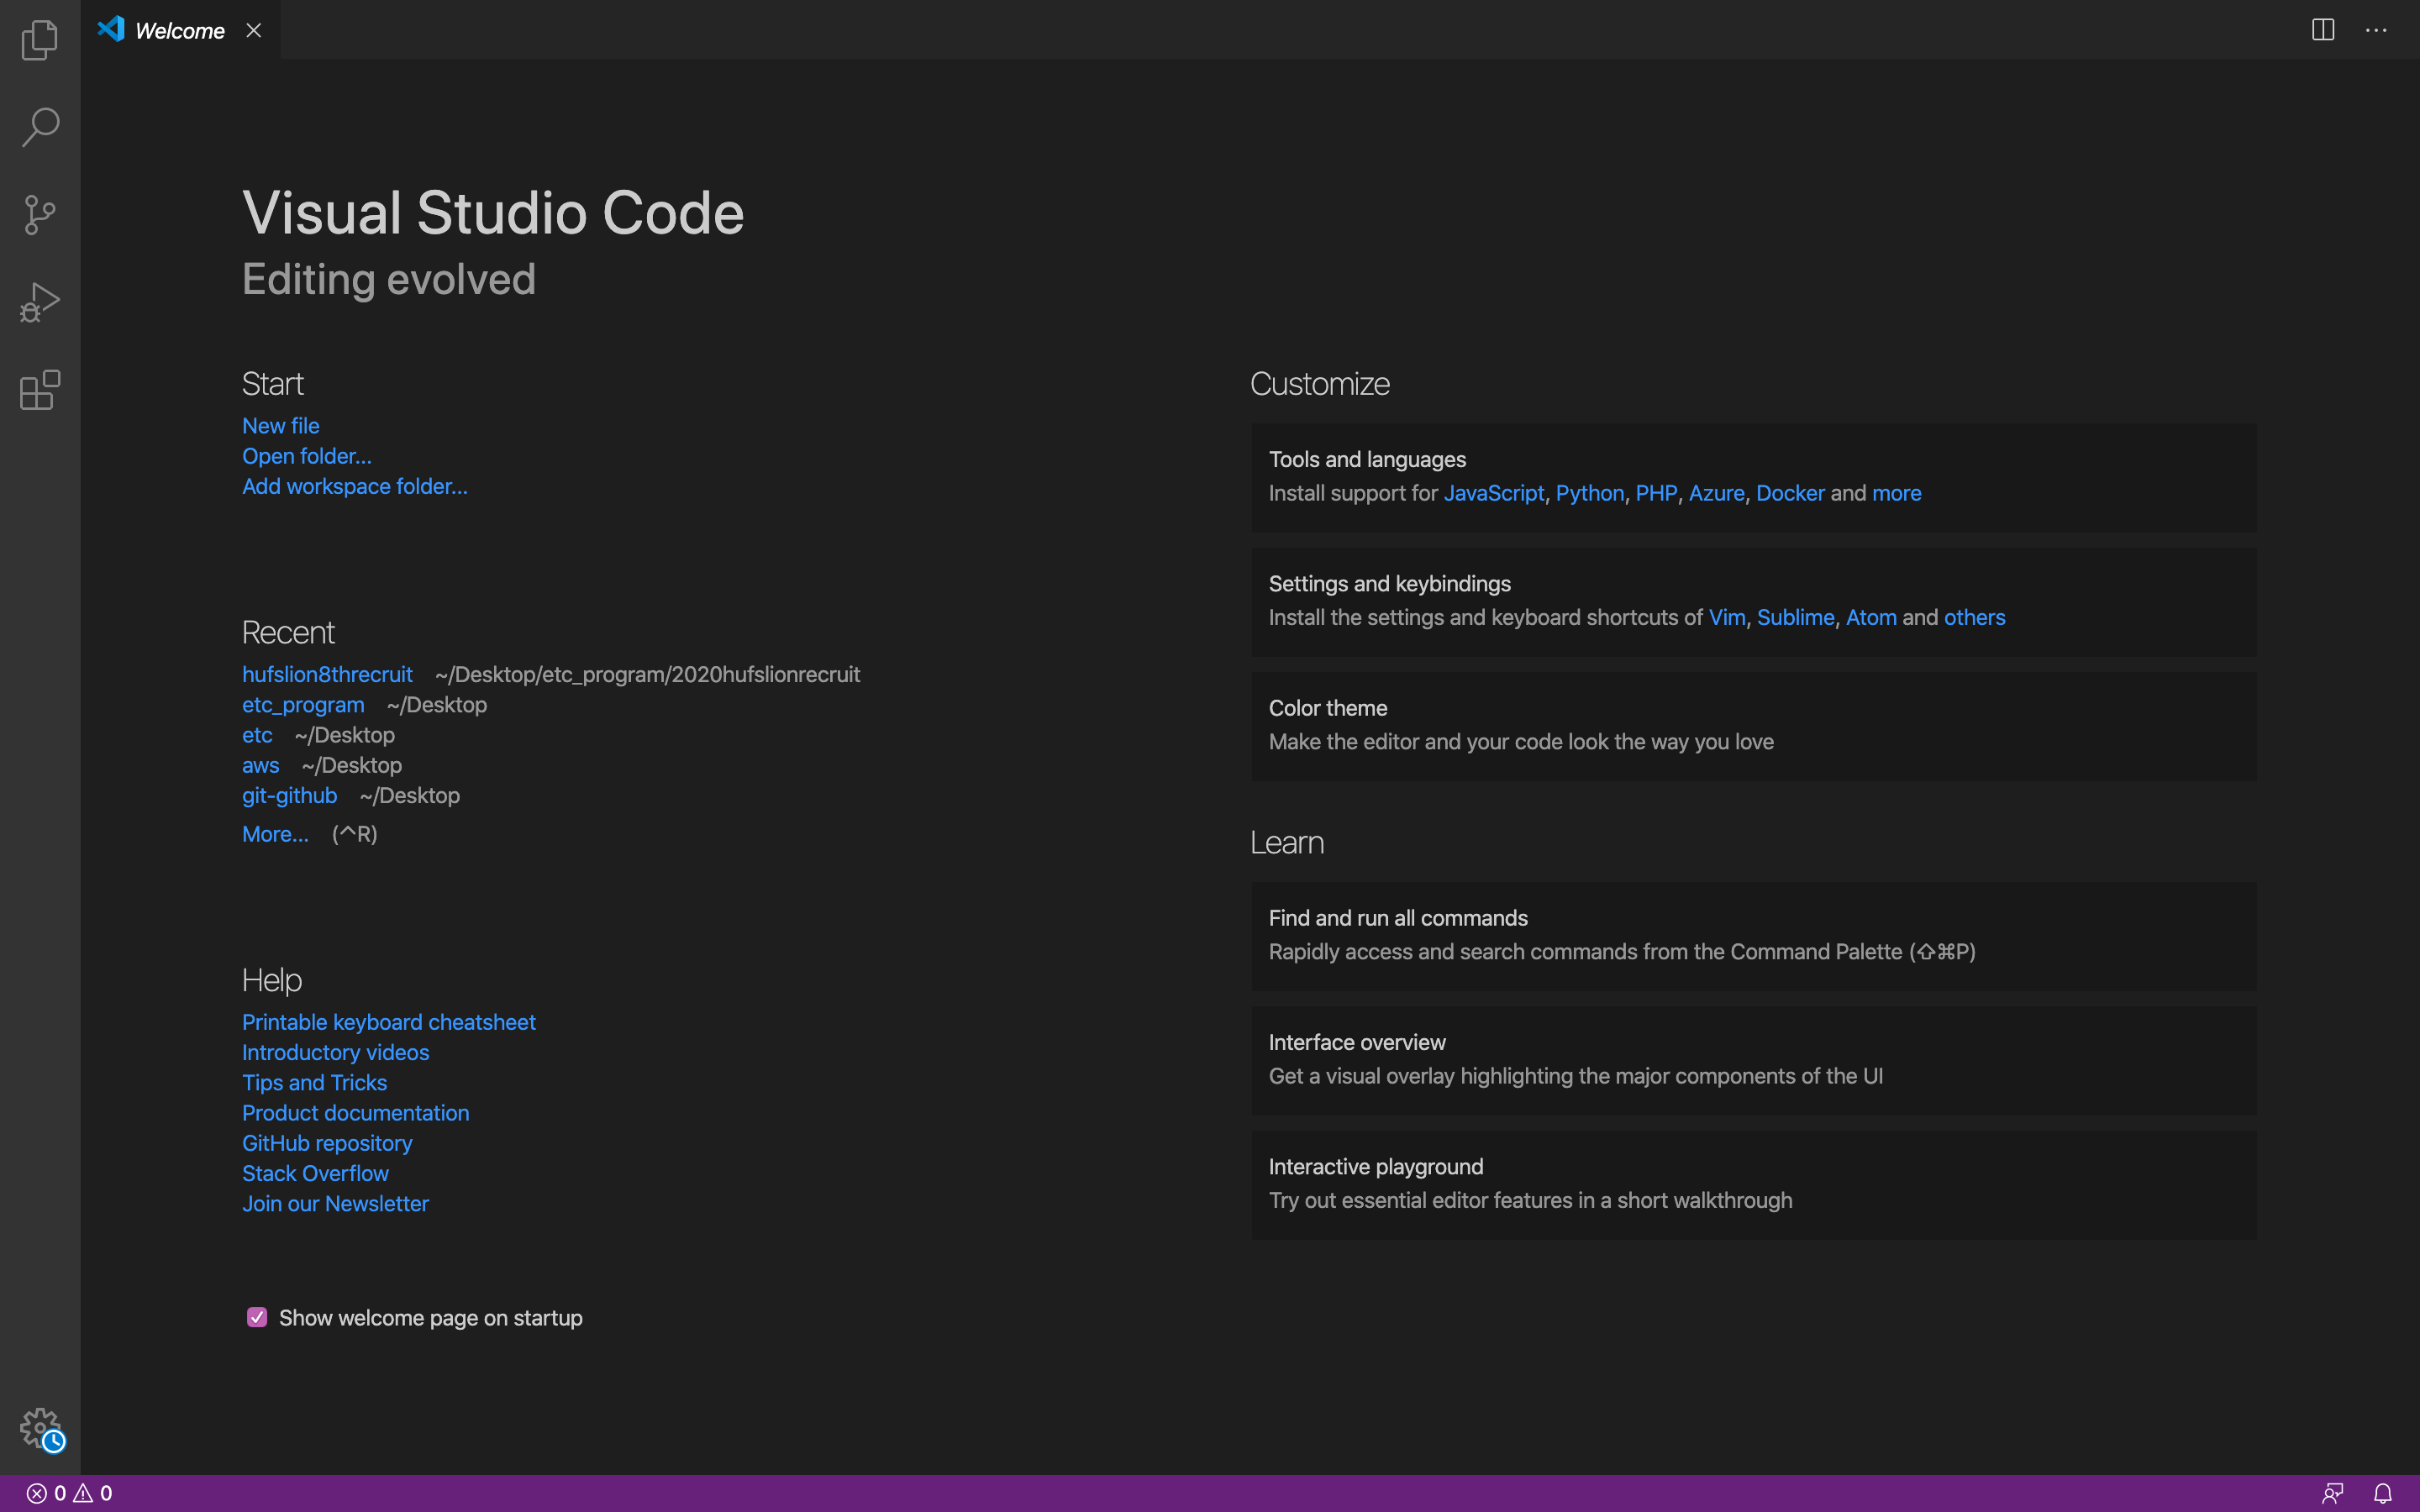 Welcome
Visual Studio Code
Editing evolved
Start
New file
Open folder...
Add workspace folder...
Recent
hufslion8threcruit ~/Desktop/etc_program/2020hufslionrecruit
etc_program ~/Desktop
etc ~/Desktop
aws ~/Desktop
git-github ~/Desktop
More... (^R)
Help
Printable keyboard cheatsheet
Introductory videos
Tips and Tricks
Product documentation
GitHub repository
Stack Overflow
Join our Newsletter
Show welcome page on startup
Customize
Tools and languages
Install support for JavaScript, Python, PHP, Azure, Docker and more
Settings and keybindings
Install the settings and keyboard shortcuts of Vim, Sublime, Atom and others
Color theme
Make the editor and your code look the way you love
Learn
Find and run all commands
Rapidly access and search commands from the Command Palette (⇧⌘P)
Interface overview
Get a visual overlay highlighting the major components of the UI
Interactive playground
Try out essential editor features in a short walkthrough
0 0